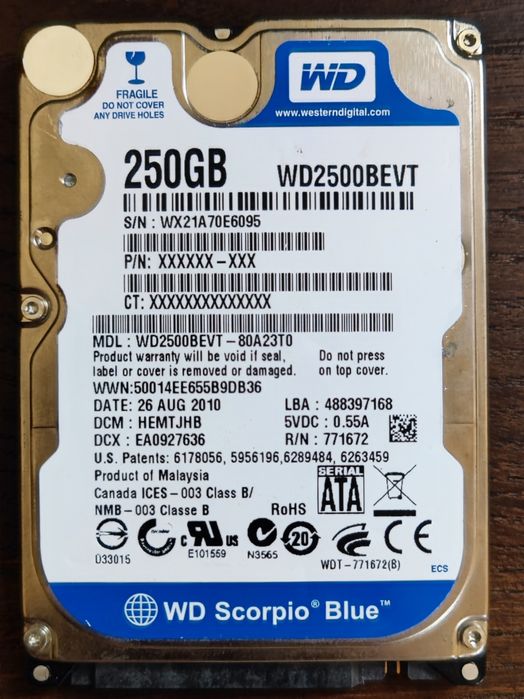 FRAGILE
DO NOT COVER
ANY DRIVE HOLES
WD
www.westerndigital.com
250GB WD2500BEVT
S/N : WX21A70E6095
P/N: XXXXXX-XXX
CT: XXXXXXXXXXXXXX
MDL : WD2500BEVT-80A23T0
Product warranty will be void if seal,
label or cover is removed or damaged.
Do not press
on top cover.
WWN:50014EE655B9DB36
DATE: 26 AUG 2010 LBA : 488397168
DCM : HEMTJHB 5VDC : 0.55A
DCX : EA0927636 R/N : 771672
U.S. Patents: 6178056, 5956196,6289484, 6263459
Product of Malaysia
Canada ICES-003 Class B/
NMB-003 Classe B
RoHS
SERIAL
ATA
D33015
c UR us
E101559
N3565
20
WDT-771672(B)
CE
ECS
WD Scorpio® Blue™